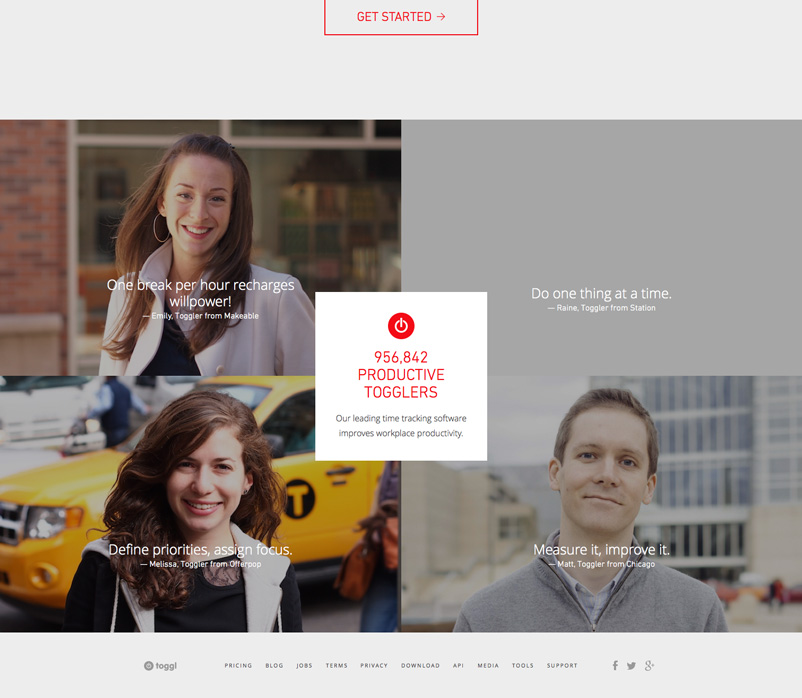 GET STARTED →
One break per hour recharges
willpower!
— Emily, Toggler from Makeable
Do one thing at a time.
— Raine, Toggler from Station
956,842
PRODUCTIVE
TOGGLERS
Our leading time tracking software
improves workplace productivity.
T
Define priorities, assign focus.
— Melissa, Toggler from Offerpop
Measure it, improve it.
— Matt, Toggler from Chicago
toggl
PRICING BLOG JOBS TERMS PRIVACY DOWNLOAD API MEDIA TOOLS SUPPORT